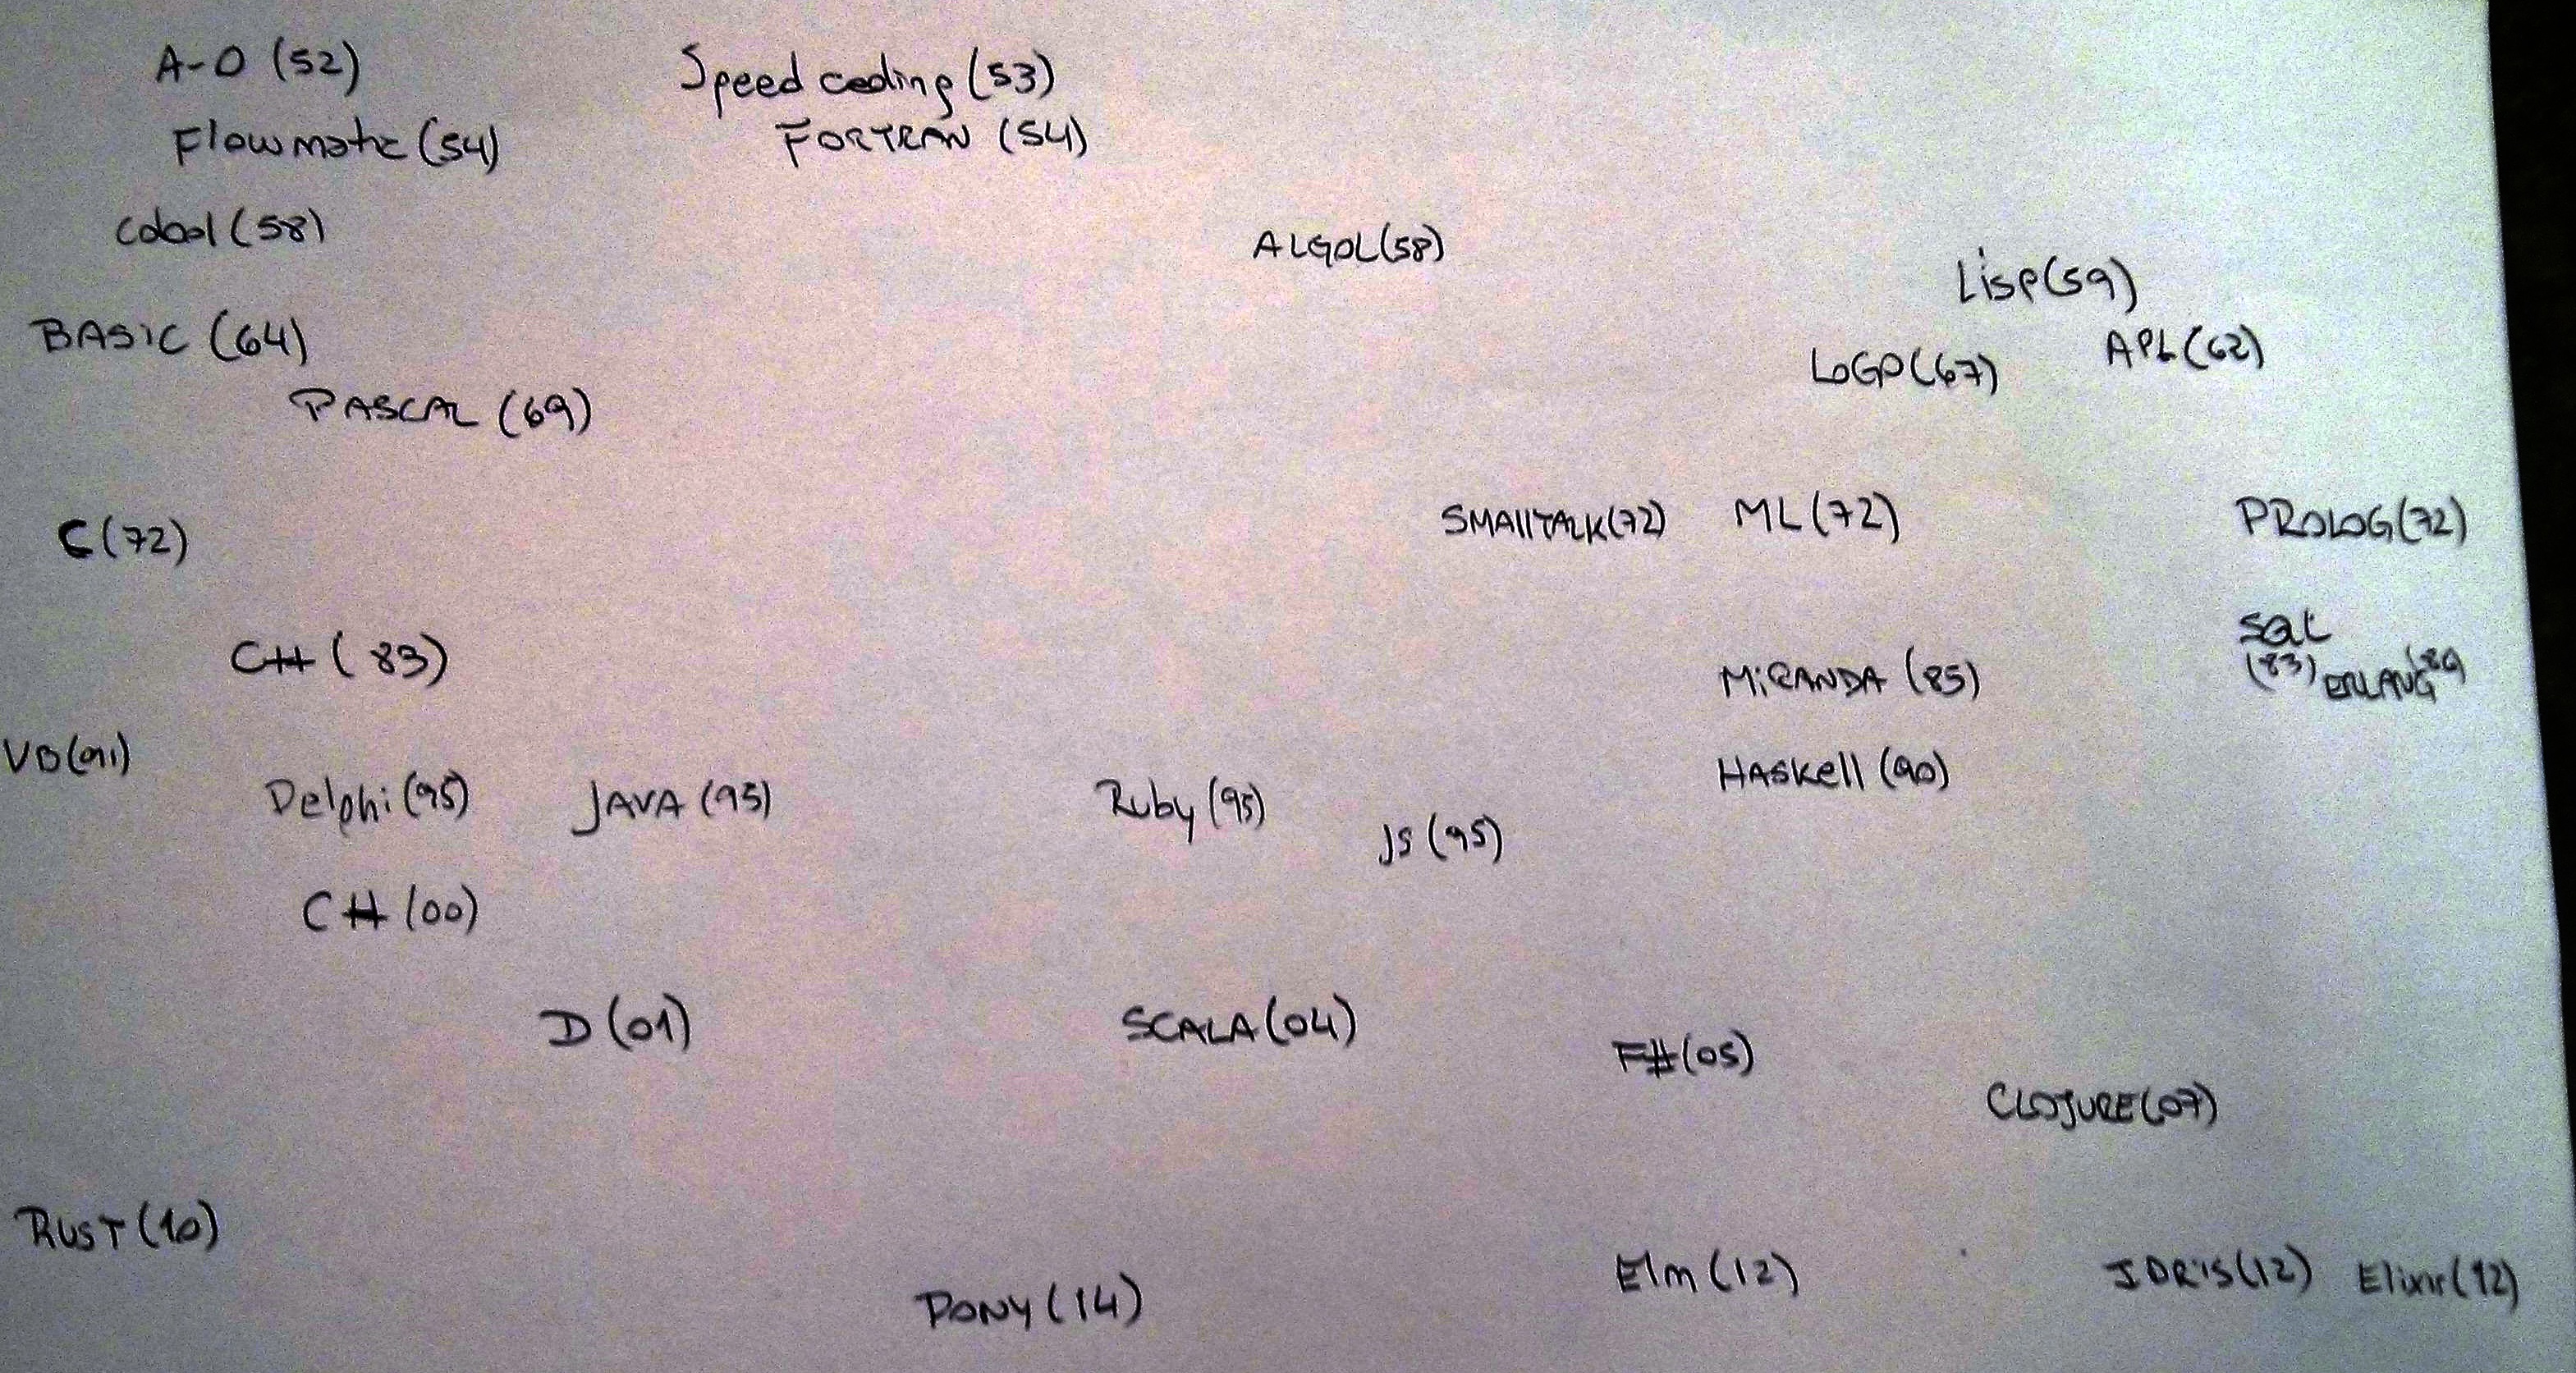 A-O (52)
Speed coding (53)
Flowmatic (54)
FORTRAN (54)
Cobol (58)
ALGOL (58)
Lisp (59)
BASIC (64)
LOGO (67)
APL (62)
PASCAL (69)
C (72)
SMAllTALK (72)
ML (72)
PROLOG (72)
C++ (83)
SQL
(83)
ERLANG (89
MIRANDA (85)
VB (91)
HASKell (90)
Delphi (95)
JAVA (95)
Ruby (95)
JS (95)
C# (00)
D (01)
SCALA (04)
F# (05)
CLOJURE (07)
RUST (10)
PONY (14)
Elm (12)
IDRIS (12)
Elixir (12)